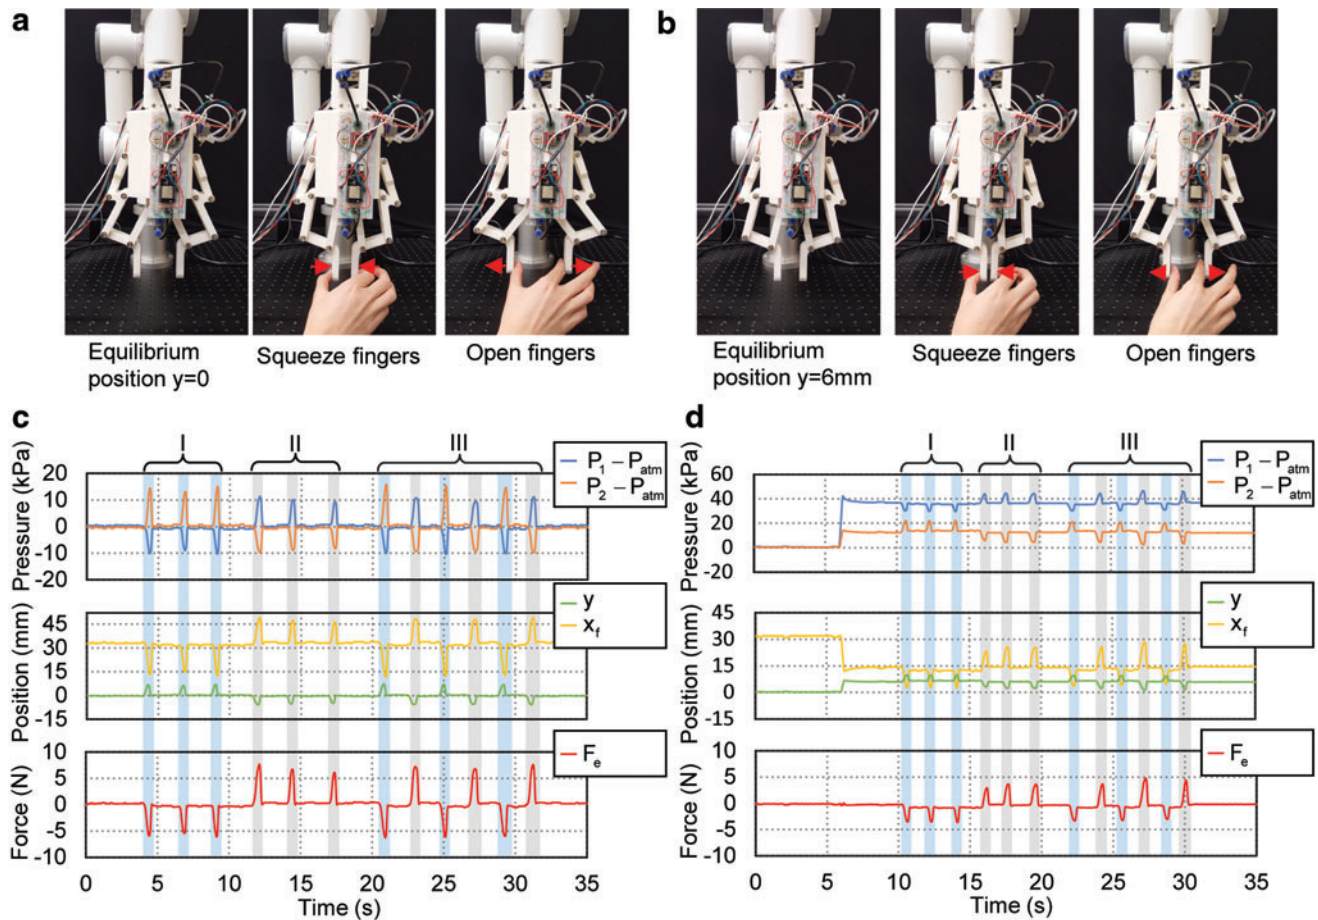 a
b
Equilibrium
position y=0
Squeeze fingers
Open fingers
Equilibrium
position y=6mm
Squeeze fingers
Open fingers
c
I
II
III
P1 – Patm
P2 – Patm
Pressure (kPa)
20
10
0
-10
-20
y
xf
Position (mm)
45
30
15
0
-15
Fe
Force (N)
10
5
0
-5
-10
0 5 10 15 20 25 30 35
Time (s)
d
I
II
III
P1 – Patm
P2 – Patm
Pressure (kPa)
60
40
20
0
-20
y
xf
Position (mm)
45
30
15
0
-15
Fe
Force (N)
10
5
0
-5
-10
0 5 10 15 20 25 30 35
Time (s)